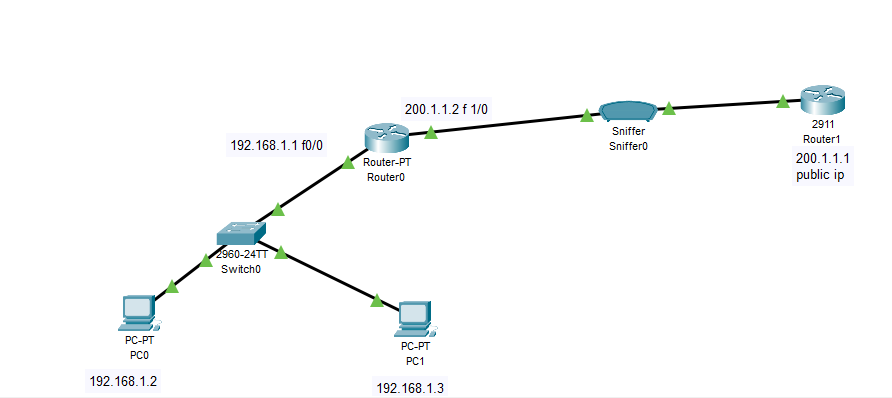 200.1.1.2 f 1/0
192.168.1.1 f0/0
Router-PT
Router0
Sniffer
Sniffer0
2911
Router1
200.1.1.1
public ip
2960-24TT
Switch0
PC-PT
PC0
192.168.1.2
PC-PT
PC1
192.168.1.3